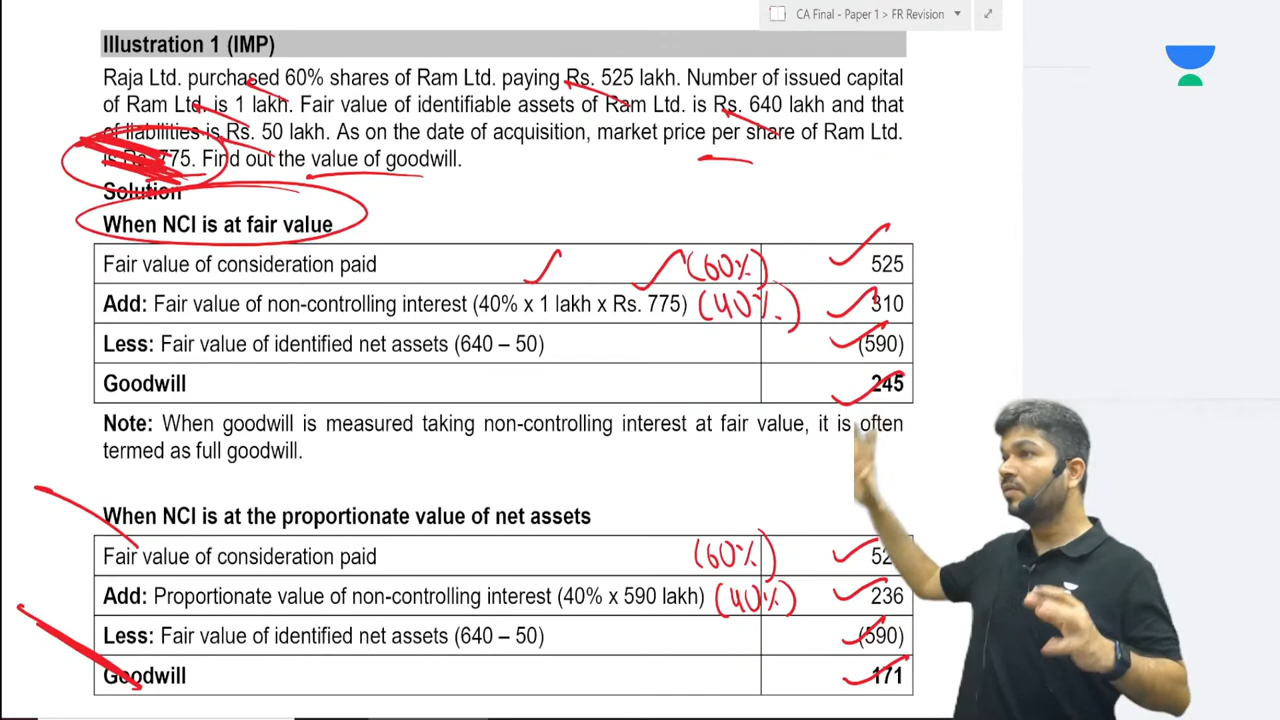 CA Final - Paper 1 > FR Revision
Illustration 1 (IMP)
Raja Ltd. purchased 60% shares of Ram Ltd. paying Rs. 525 lakh. Number of issued capital
of Ram Ltd. is 1 lakh. Fair value of identifiable assets of Ram Ltd. is Rs. 640 lakh and that
of liabilities is Rs. 50 lakh. As on the date of acquisition, market price per share of Ram Ltd.
is Rs. 775. Find out the value of goodwill.
Solution
When NCI is at fair value
Fair value of consideration paid (60%) 525
Add: Fair value of non-controlling interest (40% x 1 lakh x Rs. 775) (40%) 310
Less: Fair value of identified net assets (640 – 50) (590)
Goodwill 245
Note: When goodwill is measured taking non-controlling interest at fair value, it is often
termed as full goodwill.
When NCI is at the proportionate value of net assets
Fair value of consideration paid (60%)
Add: Proportionate value of non-controlling interest (40% x 590 lakh) (40%) 236
Less: Fair value of identified net assets (640 – 50) (590)
Goodwill 171